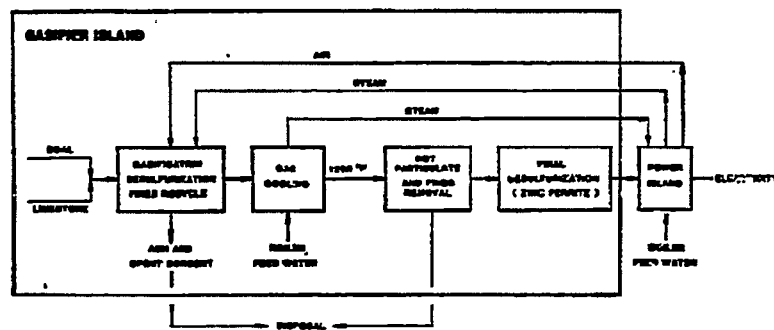 GASIFIER ISLAND
AIR
STEAM
STEAM
COAL
LIMESTONE
GASIFICATION
DESULFURIZATION
FINES RECYCLE
GAS
COOLING
HOT
PARTICULATE
AND FINES
REMOVAL
FINAL
DESULFURIZATION
( ZINC FERRITE )
POWER
ISLAND
ELECTRICITY
ASH AND
SPENT SORBENT
BOILER
FEED WATER
BOILER
FEED WATER
DISPOSAL